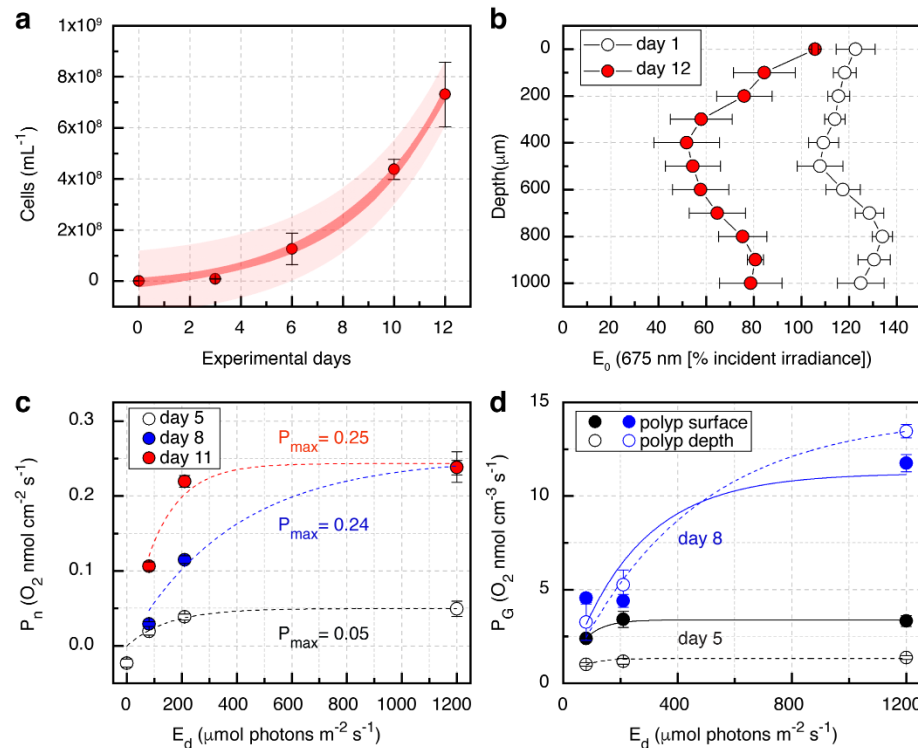 a
1x10⁹
8x10⁸
6x10⁸
4x10⁸
2x10⁸
0
Cells (mL⁻¹)
0 2 4 6 8 10 12
Experimental days
b
day 1
day 12
0
200
400
600
800
1000
Depth(μm)
0 20 40 60 80 100 120 140
E₀ (675 nm [% incident irradiance])
c
day 5
day 8
day 11
P_max= 0.25
P_max= 0.24
P_max= 0.05
0.3
0.2
0.1
0.0
P_n (O₂ nmol cm⁻² s⁻¹)
0 200 400 600 800 1000 1200
E_d (μmol photons m⁻² s⁻¹)
d
polyp surface
polyp depth
day 8
day 5
15
10
5
0
P_G (O₂ nmol cm⁻³ s⁻¹)
0 400 800 1200
E_d (μmol photons m⁻² s⁻¹)